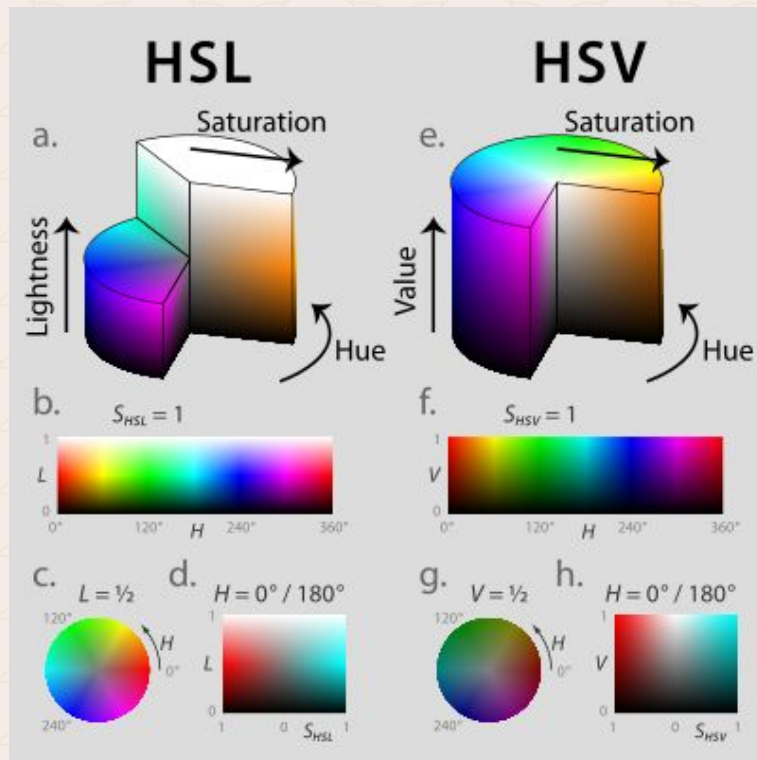 HSL
HSV
a.
Saturation
Lightness
Hue
e.
Saturation
Value
Hue
b.
S_HSL = 1
1
L
0
0°
120°
H
240°
360°
f.
S_HSV = 1
1
V
0
0°
120°
H
240°
360°
c.
L = ½
120°
H
0°
240°
d.
H = 0° / 180°
1
L
0
1
0
1
S_HSL
g.
V = ½
120°
H
0°
240°
h.
H = 0° / 180°
1
V
0
1
0
1
S_HSV